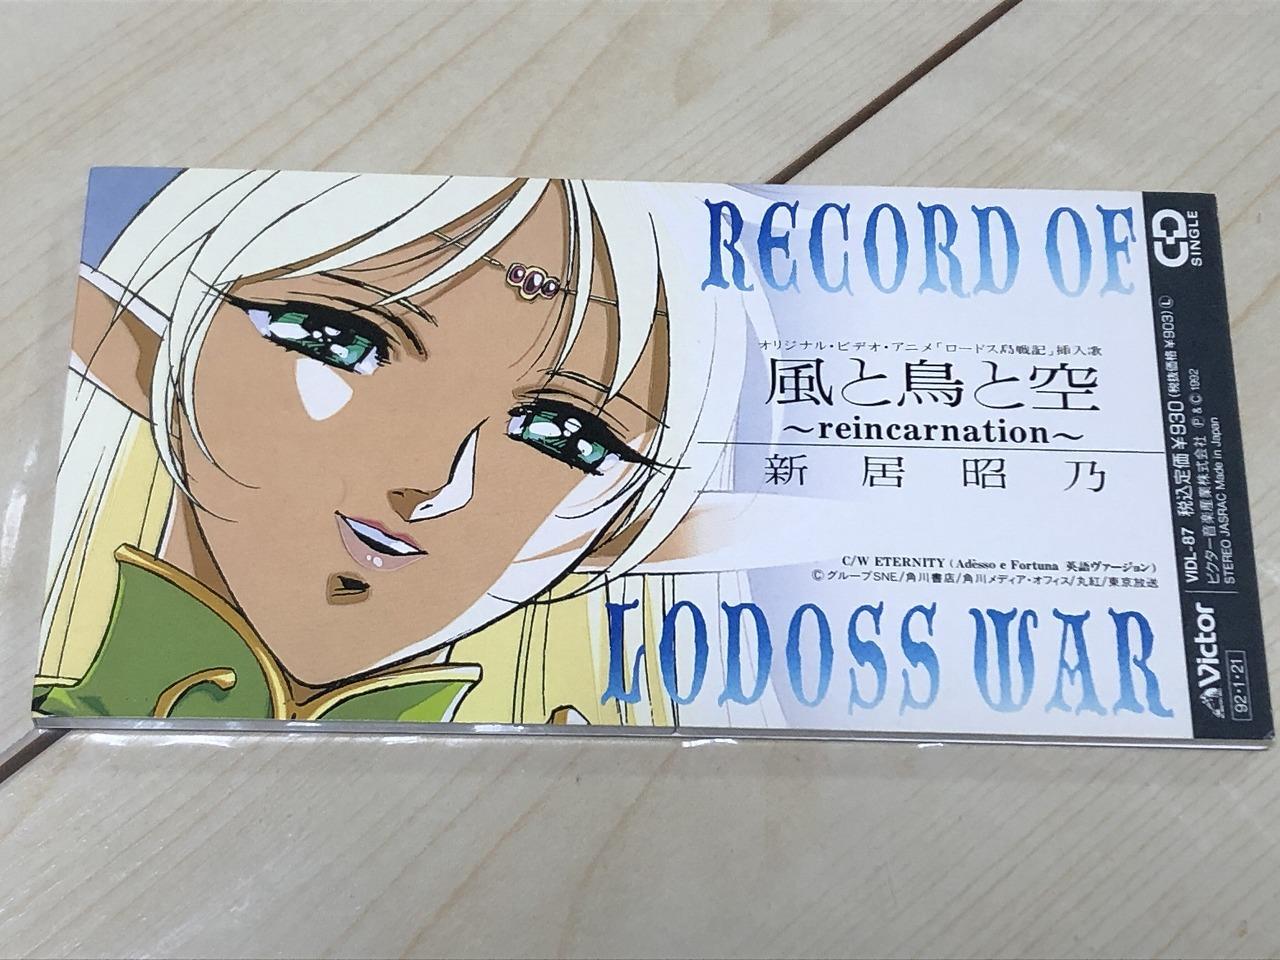 RECORD OF
オリジナル・ビデオ・アニメ「ロードス島戦記」挿入歌
風と鳥と空
～reincarnation～
新居昭乃
C/W ETERNITY (Adèsso e Fortuna 英語ヴァージョン)
©グループSNE/角川書店/角川メディア・オフィス/丸紅/東京放送
LODOSS WAR
CD SINGLE
VIDL-87 税込定価¥930(税抜価格¥903)Ⓛ
ビクター音楽産業株式会社 Ⓟ&C 1992
STEREO JASRAC Made in Japan
Victor
92・1・21